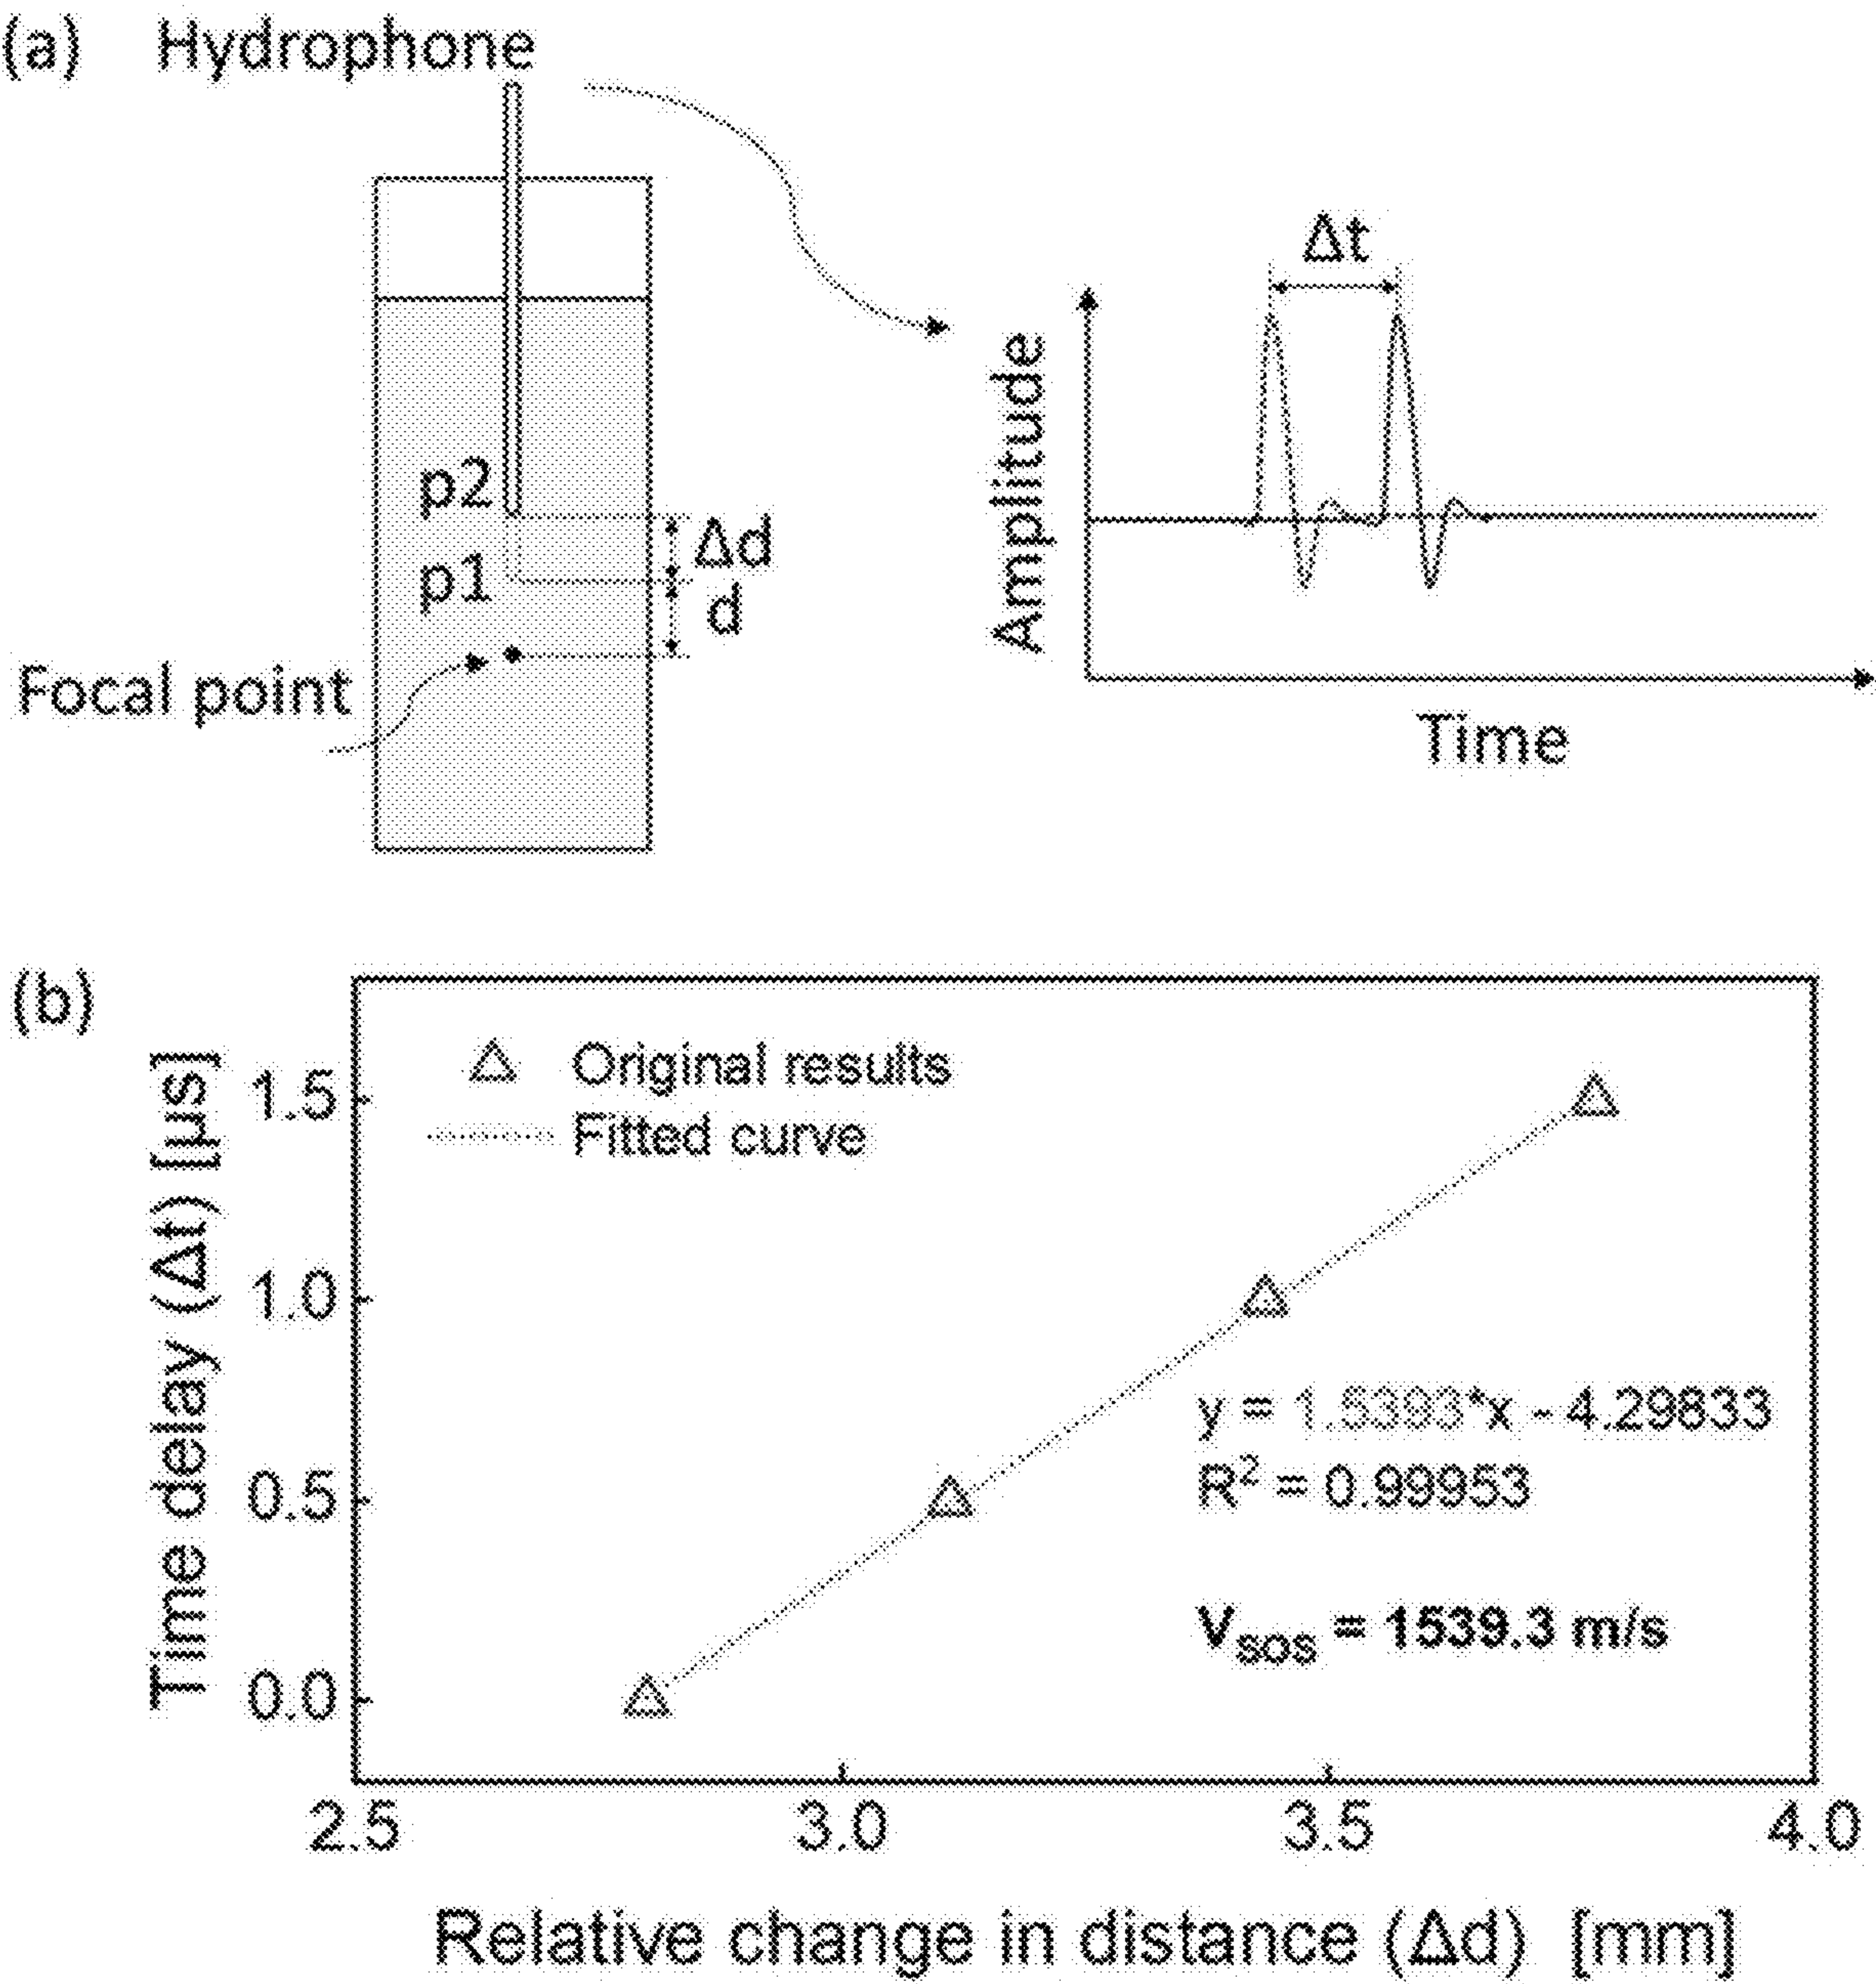 (a) Hydrophone
Δt
Amplitude
p2
Δd
p1
d
Focal point
Time
(b)
Time delay (Δt) [μs]
Original results
Fitted curve
1.5
1.0
0.5
0.0
y = 1.5393*x - 4.29833
R² = 0.99953
VSOS = 1539.3 m/s
2.5 3.0 3.5 4.0
Relative change in distance (Δd) [mm]